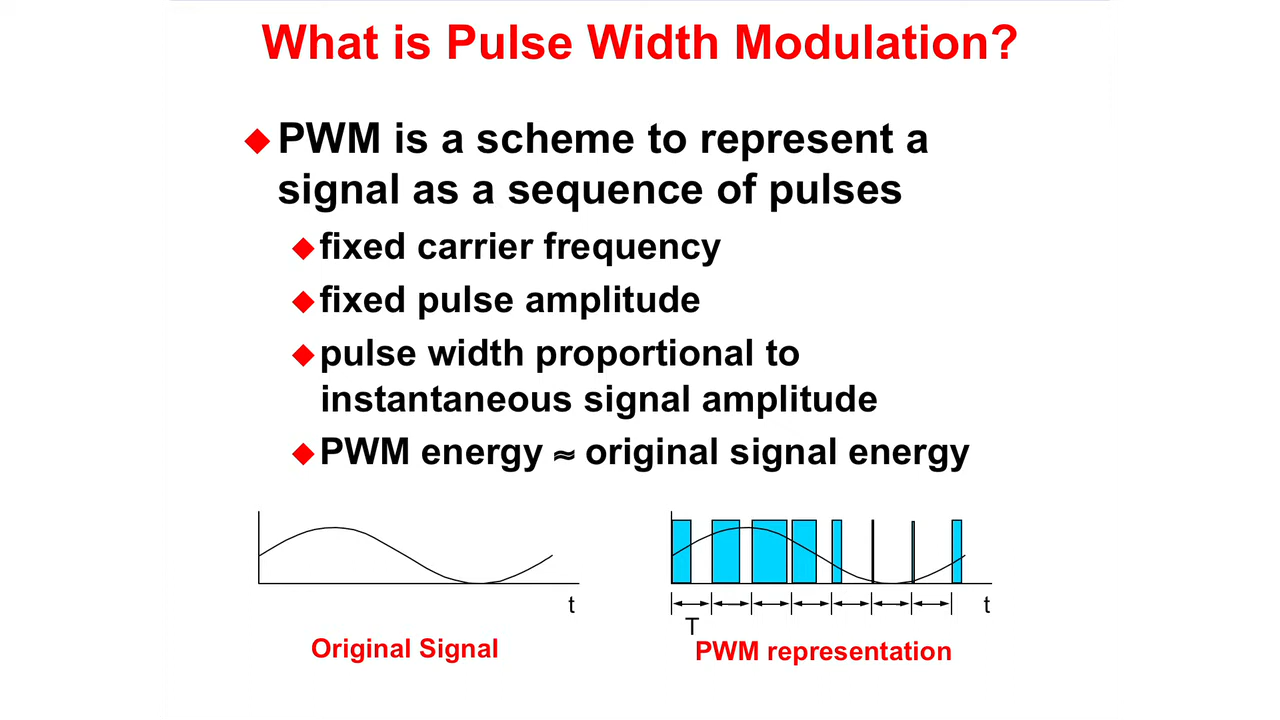 What is Pulse Width Modulation?
PWM is a scheme to represent a
signal as a sequence of pulses
fixed carrier frequency
fixed pulse amplitude
pulse width proportional to
instantaneous signal amplitude
PWM energy ≈ original signal energy
t
Original Signal
t
T
PWM representation